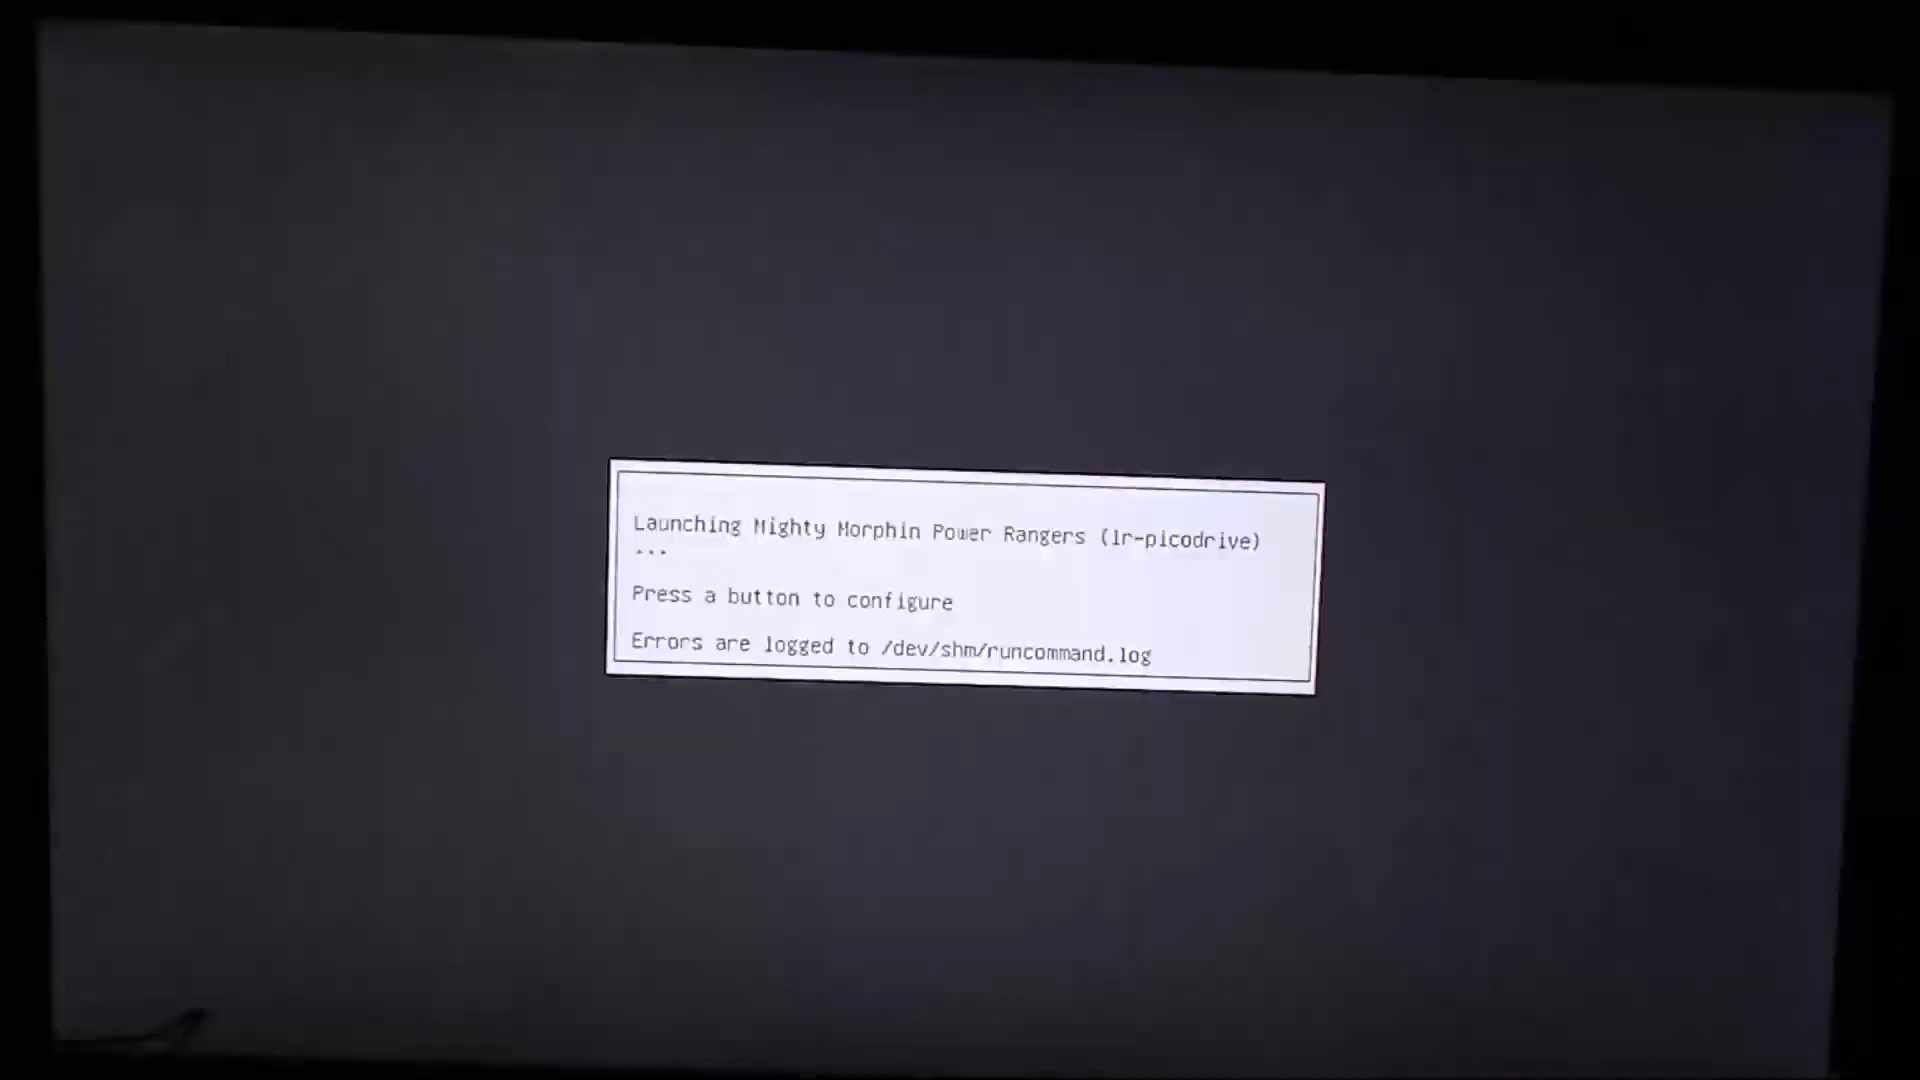 Launching Mighty Morphin Power Rangers (lr-picodrive)
...
Press a button to configure
Errors are logged to /dev/shm/runcommand.log